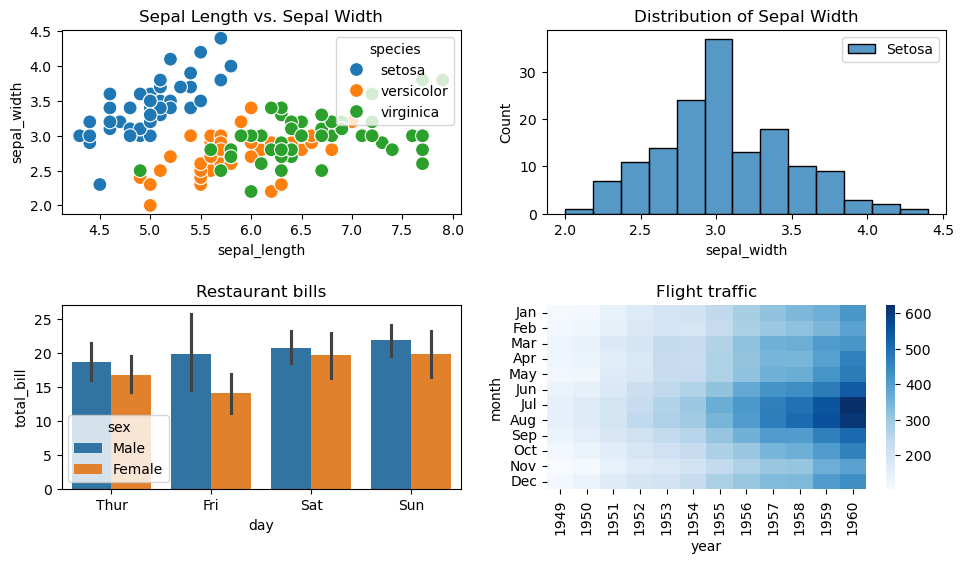 Sepal Length vs. Sepal Width
4.5
4.0
3.5
3.0
2.5
2.0
sepal_width
species
setosa
versicolor
virginica
4.5 5.0 5.5 6.0 6.5 7.0 7.5 8.0
sepal_length
Distribution of Sepal Width
Setosa
30
20
10
0
Count
2.0 2.5 3.0 3.5 4.0 4.5
sepal_width
Restaurant bills
25
20
15
10
5
0
total_bill
sex
Male
Female
Thur Fri Sat Sun
day
Flight traffic
Jan
Feb
Mar
Apr
May
Jun
Jul
Aug
Sep
Oct
Nov
Dec
month
1949 1950 1951 1952 1953 1954 1955 1956 1957 1958 1959 1960
year
600
500
400
300
200